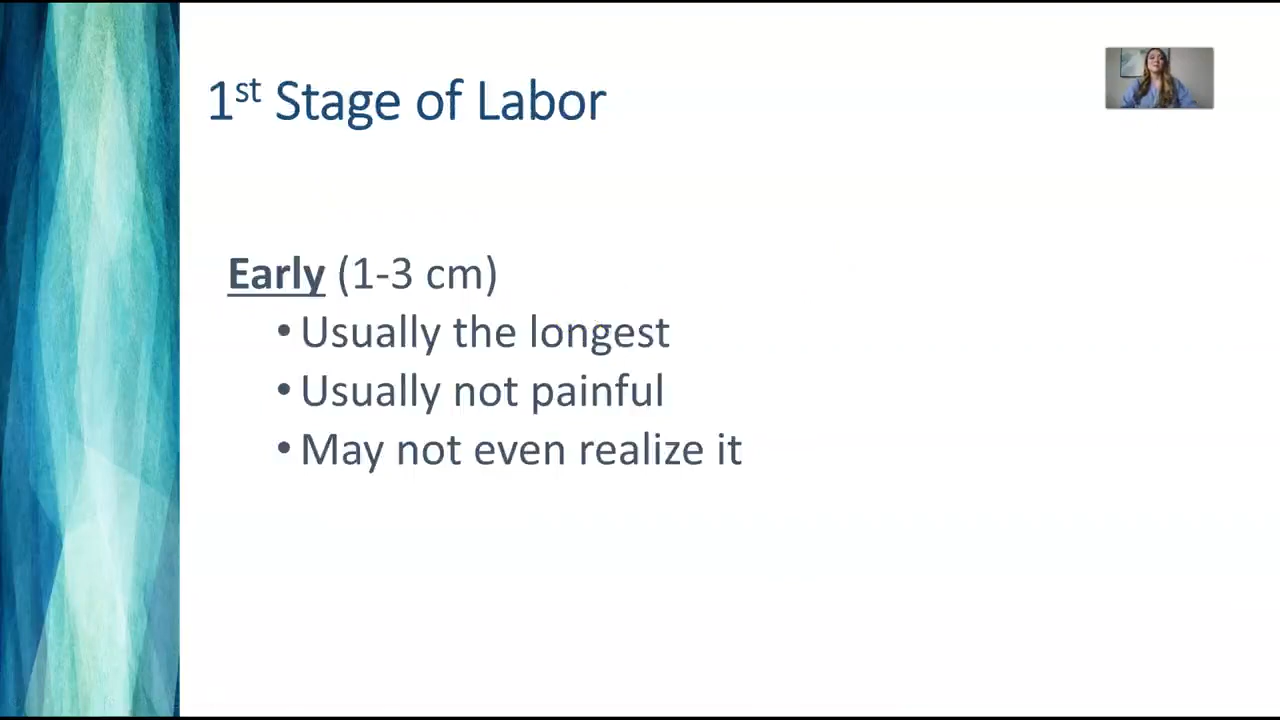 1st Stage of Labor
Early (1-3 cm)
• Usually the longest
• Usually not painful
• May not even realize it